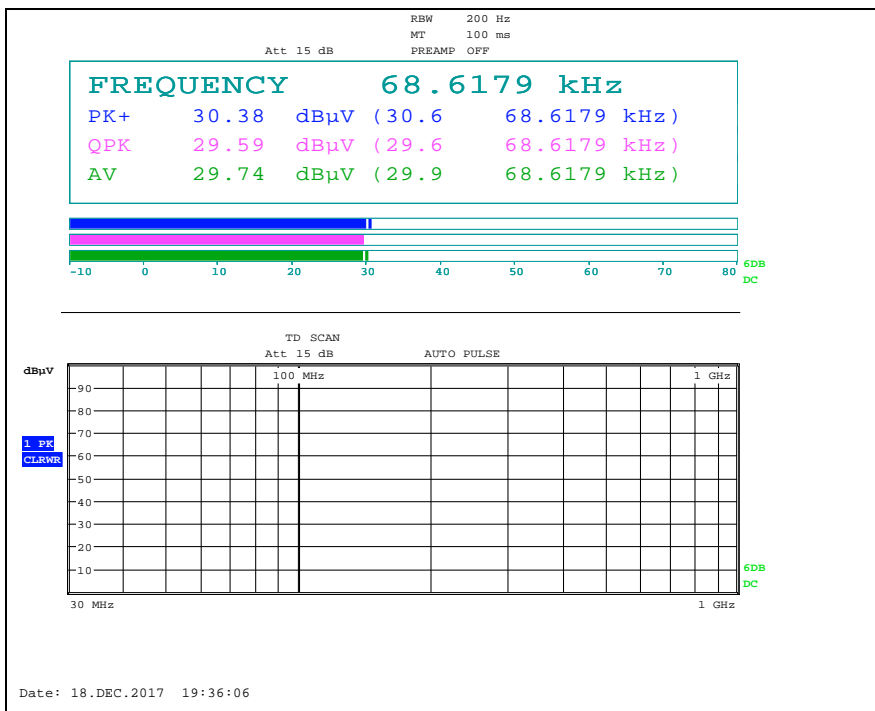 RBW 200 Hz
MT 100 ms
Att 15 dB PREAMP OFF
FREQUENCY 68.6179 kHz
PK+ 30.38 dBµV (30.6 68.6179 kHz)
QPK 29.59 dBµV (29.6 68.6179 kHz)
AV 29.74 dBµV (29.9 68.6179 kHz)
-10 0 10 20 30 40 50 60 70 80
6DB
DC
TD SCAN
Att 15 dB AUTO PULSE
dBµV
100 MHz 1 GHz
90
80
70
1 PK
CLRWR
60
50
40
30
20
10
6DB
DC
30 MHz 1 GHz
Date: 18.DEC.2017 19:36:06